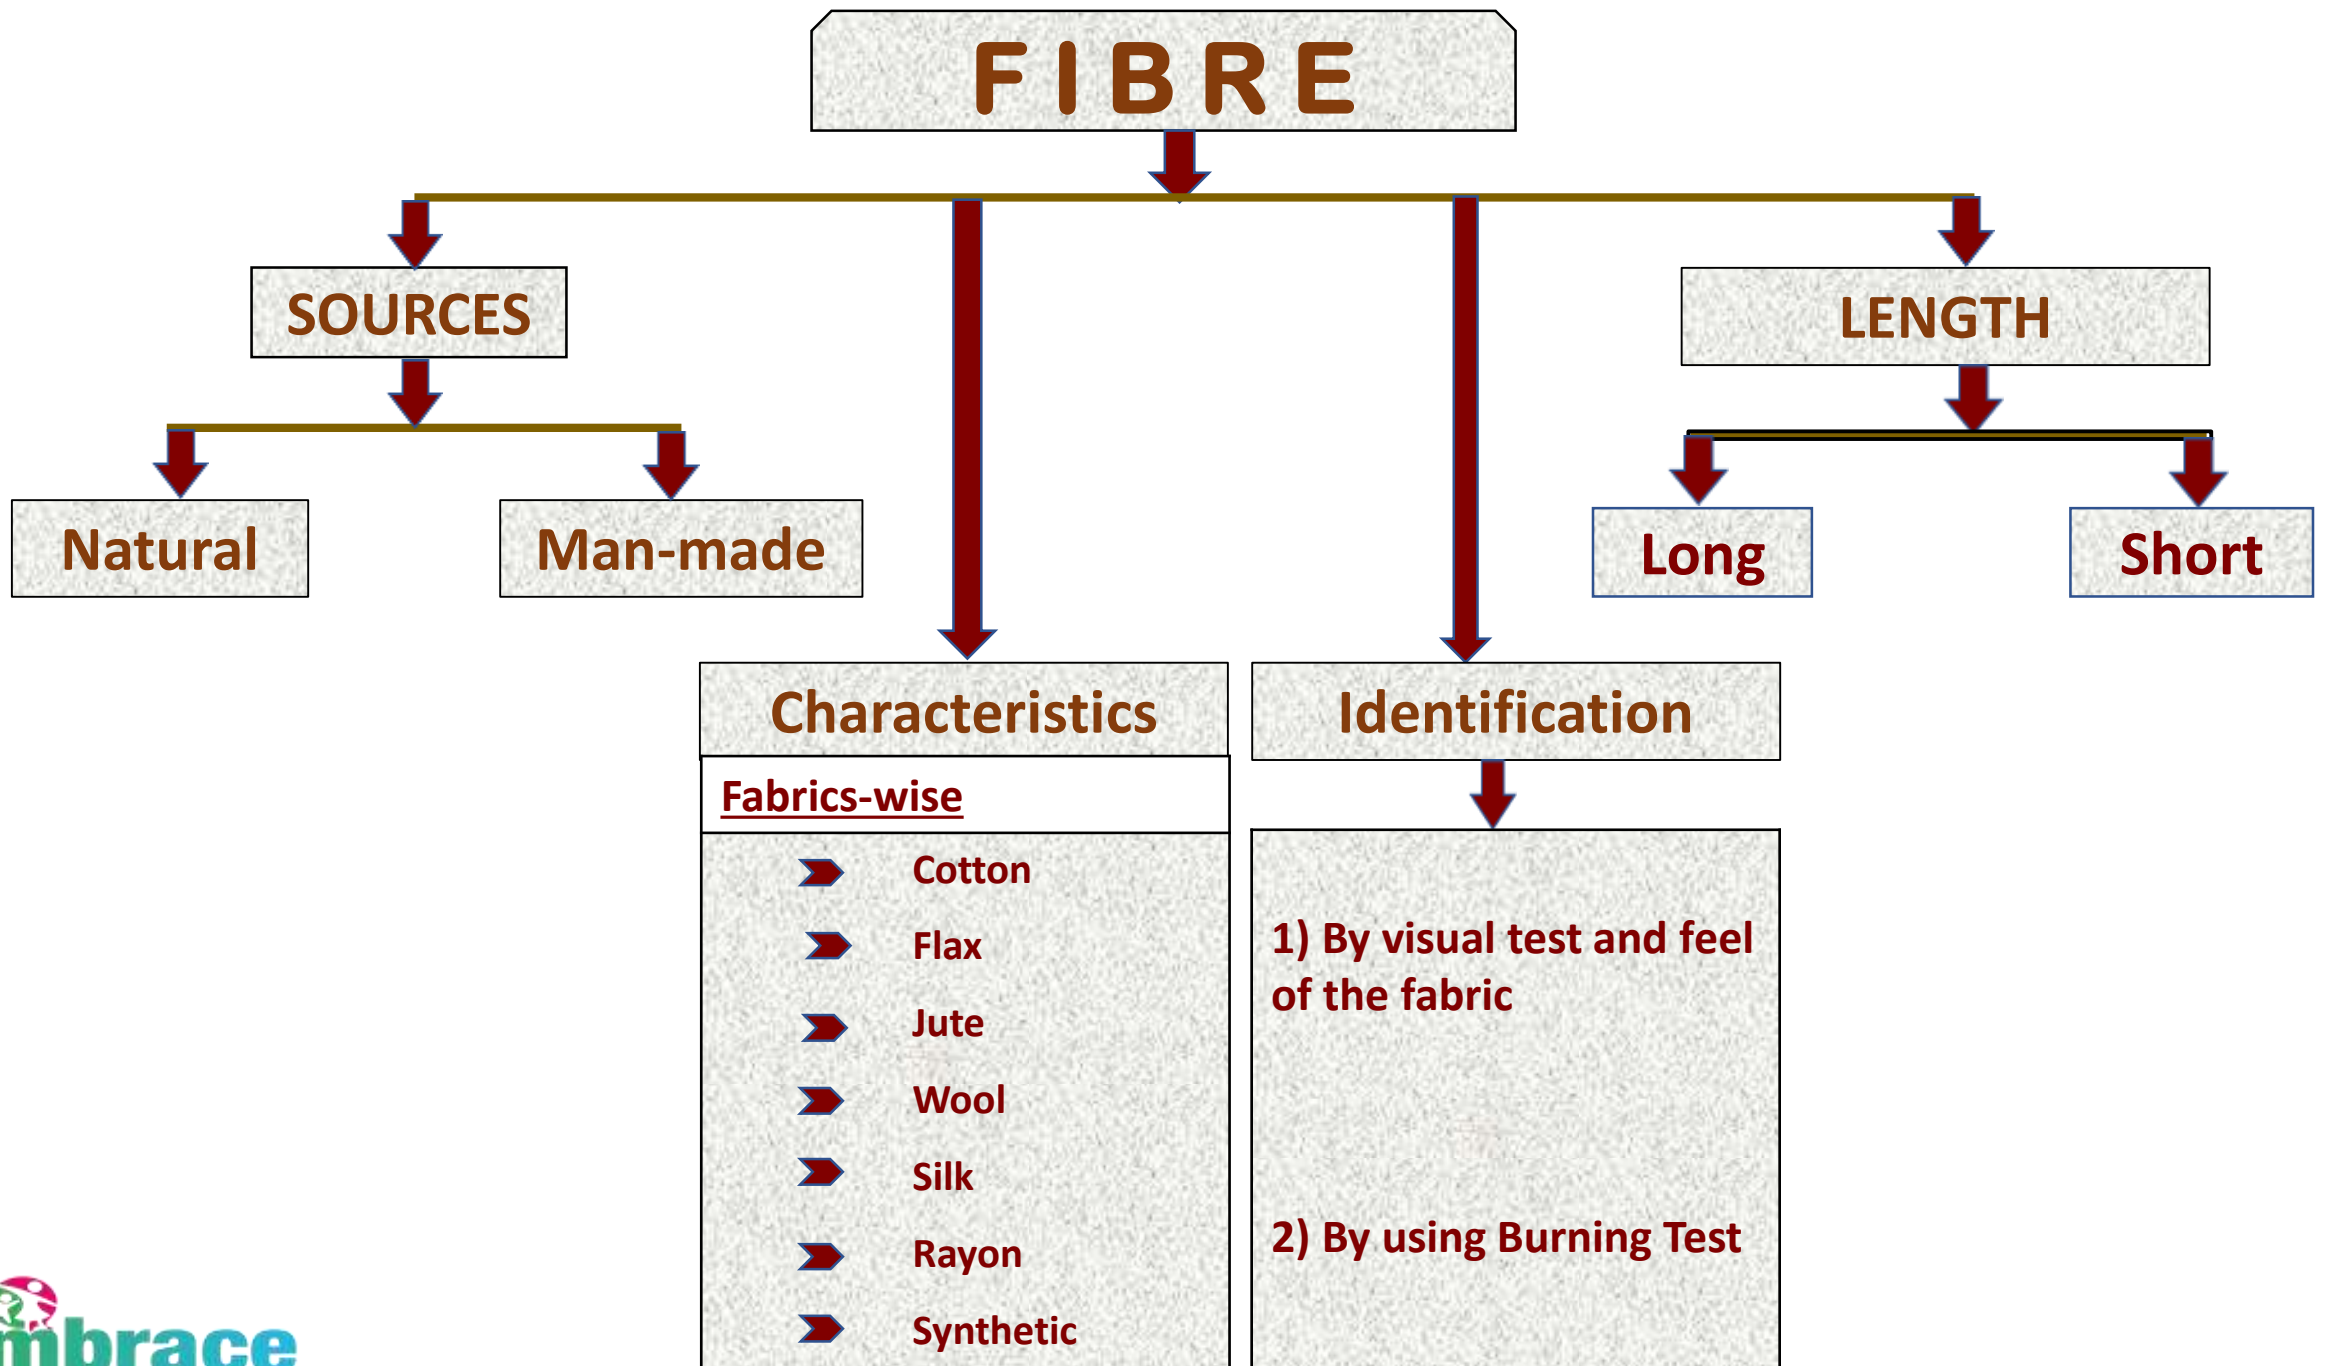 FIBRE
SOURCES
LENGTH
Natural
Man-made
Long
Short
Characteristics
Identification
Fabrics-wise
Cotton
Flax
Jute
Wool
Silk
Rayon
Synthetic
1) By visual test and feel
of the fabric
2) By using Burning Test
mbrace